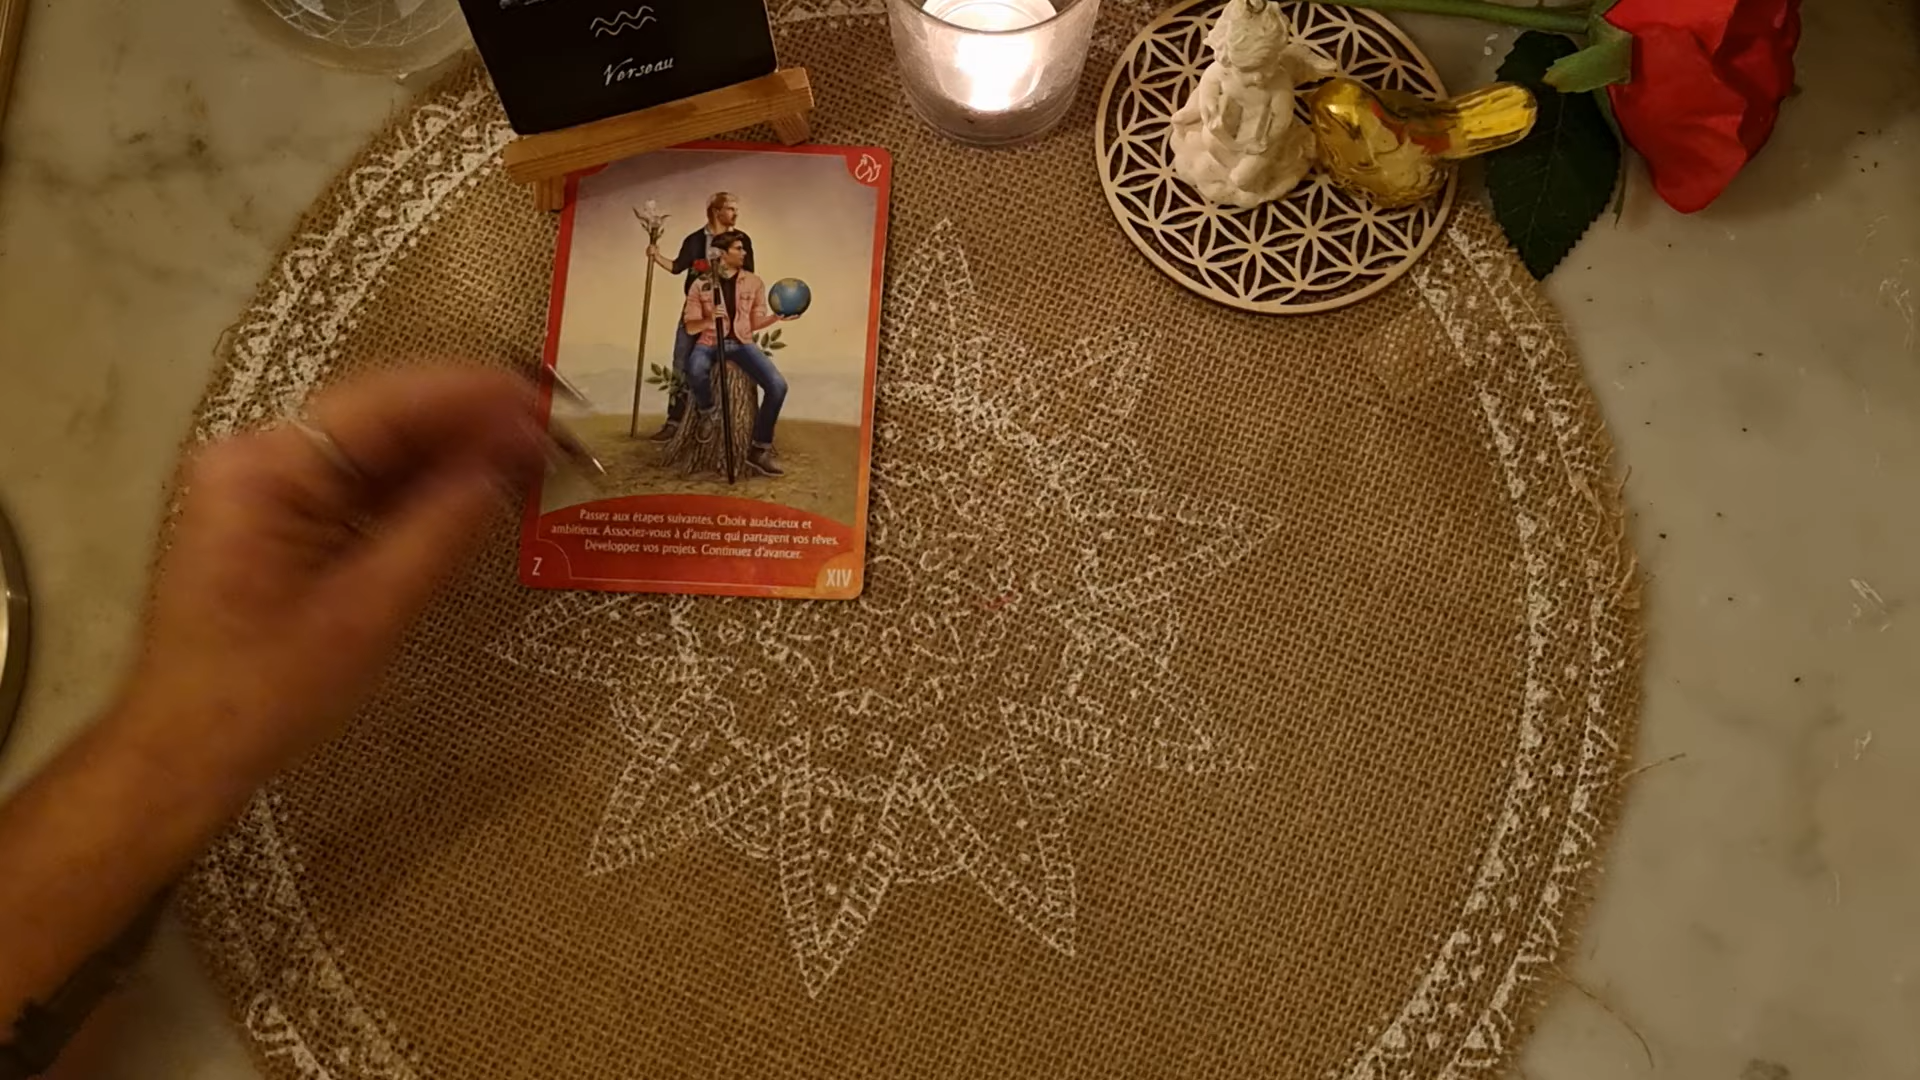 Verseau
Passez aux étapes suivantes. Choix audacieux et
ambitieux. Associez-vous à d'autres qui partagent vos rêves.
Développez vos projets. Continuez d'avancer.
Z
XIV